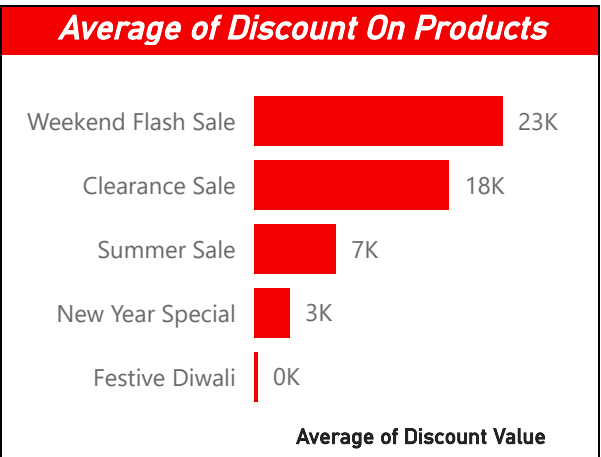 Average of Discount On Products
Weekend Flash Sale 23K
Clearance Sale 18K
Summer Sale 7K
New Year Special 3K
Festive Diwali 0K
Average of Discount Value